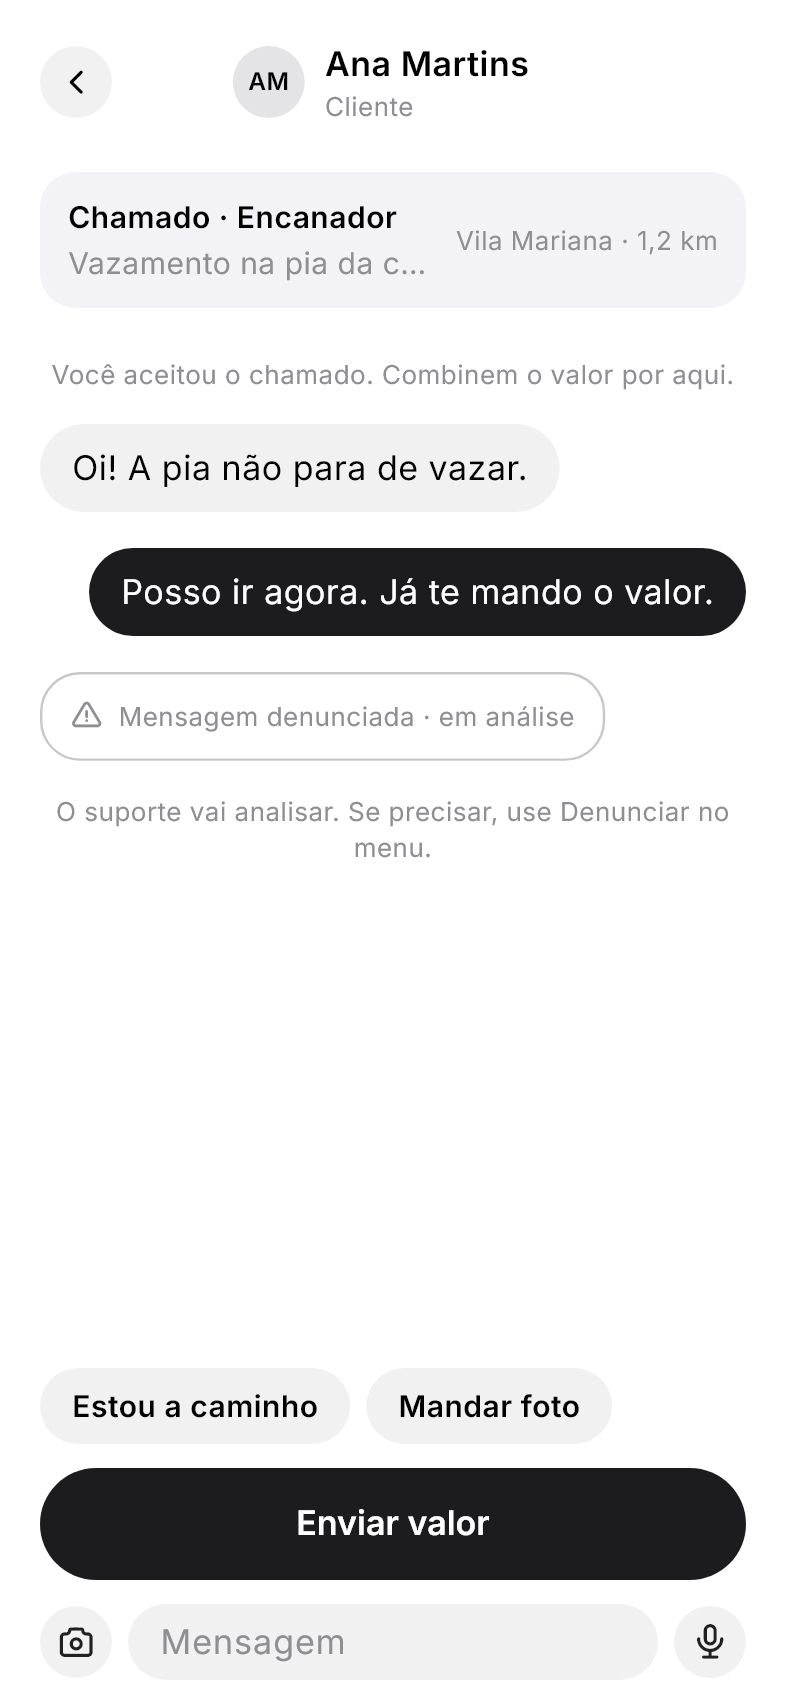 AM
Ana Martins
Cliente
Chamado · Encanador
Vazamento na pia da c...
Vila Mariana · 1,2 km
Você aceitou o chamado. Combinem o valor por aqui.
Oi! A pia não para de vazar.
Posso ir agora. Já te mando o valor.
Mensagem denunciada · em análise
O suporte vai analisar. Se precisar, use Denunciar no
menu.
Estou a caminho
Mandar foto
Enviar valor
Mensagem